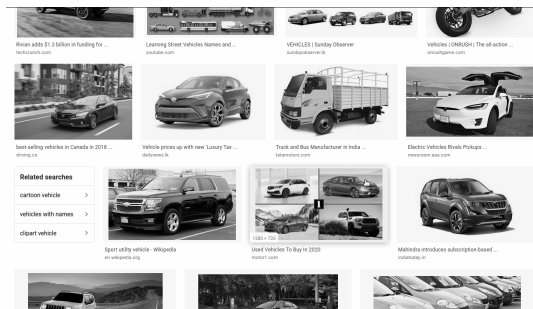 Rivian adds $1.3 billion in funding for ...
techcrunch.com
Learning Street Vehicles Names and ...
youtube.com
VEHICLES | Sunday Observer
sundayobserver.lk
Vehicles | ONRUSH | The all-action ...
onrushgame.com
best-selling vehicles in Canada in 2018 ...
driving.ca
Vehicle prices up with new 'Luxury Tax ...
dailynews.lk
Truck and Bus Manufacturer in India ...
tatamotors.com
Electric Vehicles Rivals Pickups ...
newsroom.aaa.com
Related searches
cartoon vehicle
vehicles with names
clipart vehicle
Sport utility vehicle - Wikipedia
en.wikipedia.org
1280 × 720
Used Vehicles To Buy In 2020
motor1.com
Mahindra introduces subscription-based ...
indiatoday.in